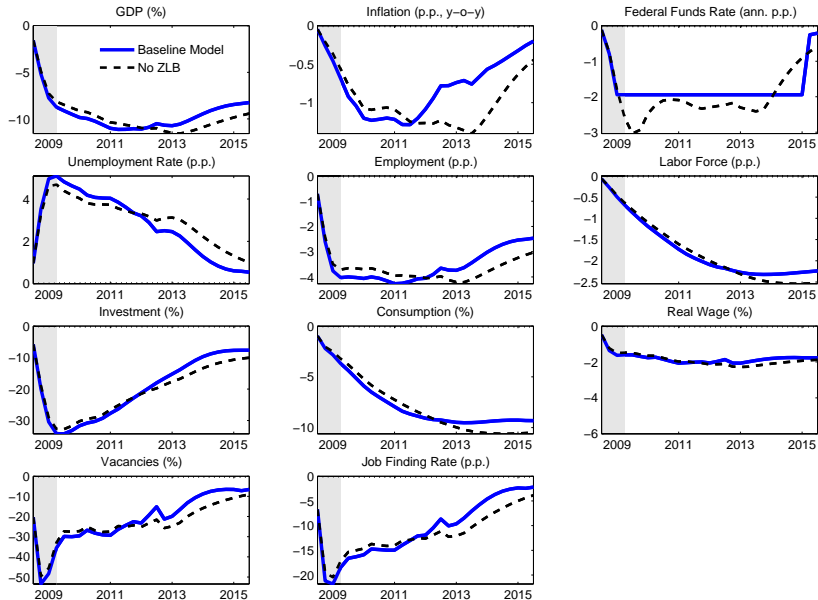 GDP (%)
Inflation (p.p., y−o−y)
Federal Funds Rate (ann. p.p.)
Baseline Model
No ZLB
−5
−10
2009 2011 2013 2015
0
−0.5
−1
2009 2011 2013 2015
0
−1
−2
−3
2009 2011 2013 2015
Unemployment Rate (p.p.)
Employment (p.p.)
Labor Force (p.p.)
4
2
0
2009 2011 2013 2015
0
−1
−2
−3
−4
2009 2011 2013 2015
0
−0.5
−1
−1.5
−2
−2.5
2009 2011 2013 2015
Investment (%)
Consumption (%)
Real Wage (%)
0
−10
−20
−30
2009 2011 2013 2015
0
−5
−10
2009 2011 2013 2015
0
−2
−4
−6
2009 2011 2013 2015
Vacancies (%)
Job Finding Rate (p.p.)
0
−10
−20
−30
−40
−50
2009 2011 2013 2015
0
−5
−10
−15
−20
2009 2011 2013 2015